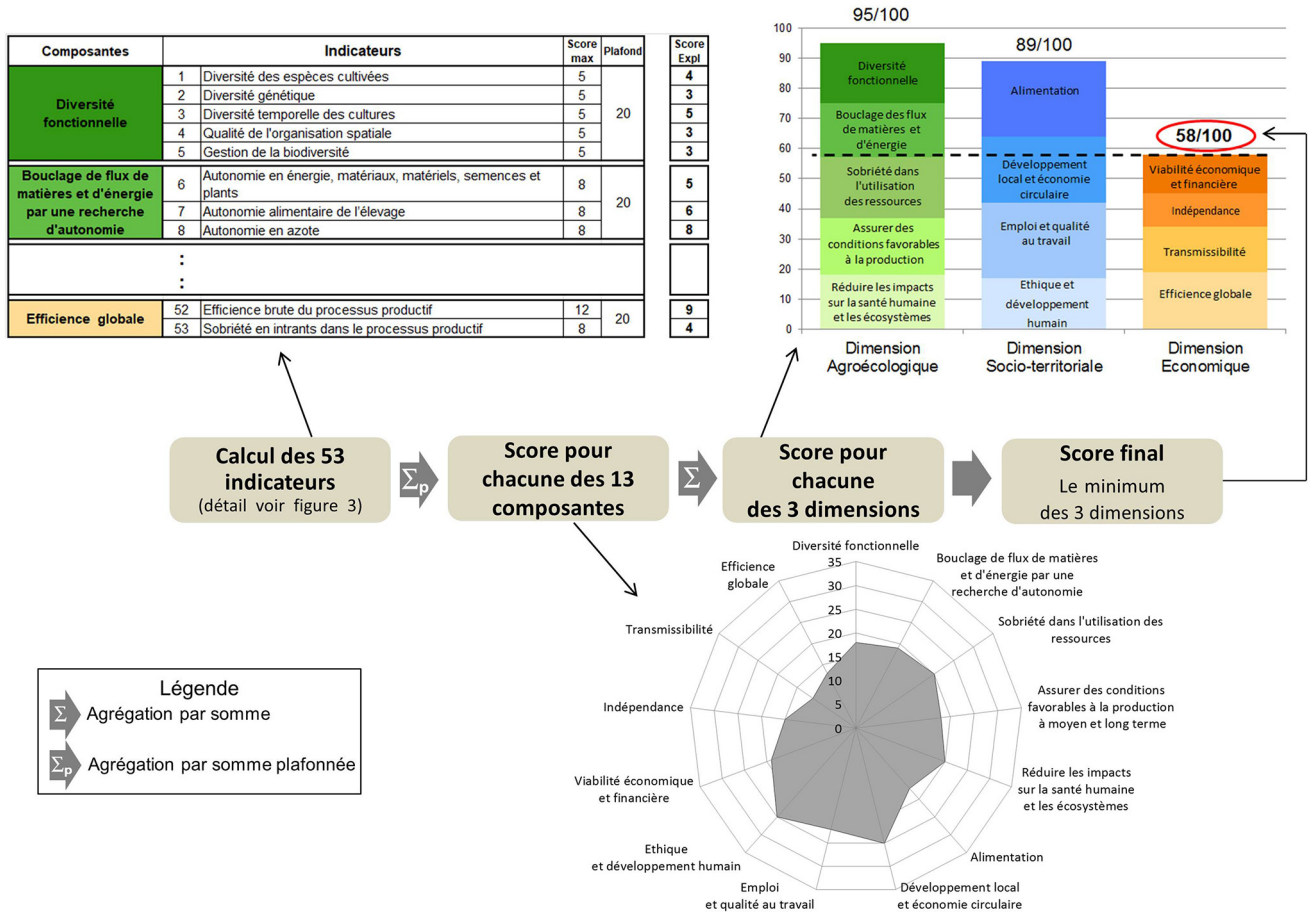 Composantes Indicateurs Score max Plafond Score Expl
Diversité fonctionnelle
1 Diversité des espèces cultivées 5 4
2 Diversité génétique 5 3
3 Diversité temporelle des cultures 5 20 5
4 Qualité de l'organisation spatiale 5 3
5 Gestion de la biodiversité 5 3
Bouclage de flux de
matières et d'énergie
par une recherche
d'autonomie
6 Autonomie en énergie, matériaux, matériels, semences et
plants 8 5
20
7 Autonomie alimentaire de l'élevage 8 6
8 Autonomie en azote 8 8
:
:
Efficience globale
52 Efficience brute du processus productif 12 20 9
53 Sobriété en intrants dans le processus productif 8 4
95/100
89/100
58/100
100
90
80
70
60
50
40
30
20
10
0
Diversité
fonctionnelle
Bouclage des flux
de matières et
d'énergie
Sobriété dans
l'utilisation
des ressources
Assurer des
conditions favorables
à la production
Réduire les impacts
sur la santé humaine
et les écosystèmes
Alimentation
Développement
local et économie
circulaire
Emploi et qualité
au travail
Ethique et
développement
humain
Viabilité économique
et financière
Indépendance
Transmissibilité
Efficience globale
Dimension
Agroécologique
Dimension
Socio-territoriale
Dimension
Economique
Calcul des 53
indicateurs
(détail voir figure 3)
Σp
Score pour
chacune des 13
composantes
Σ
Score pour
chacune
des 3 dimensions
Score final
Le minimum
des 3 dimensions
Diversité fonctionnelle
Bouclage de flux de matières
et d'énergie par une
recherche d'autonomie
Sobriété dans l'utilisation des
ressources
Assurer des conditions
favorables à la production
à moyen et long terme
Réduire les impacts
sur la santé humaine
et les écosystèmes
Alimentation
Développement local
et économie circulaire
Emploi
et qualité au travail
Ethique
et développement humain
Viabilité économique
et financière
Indépendance
Transmissibilité
Efficience
globale
35
30
25
20
15
10
5
0
Légende
Σ Agrégation par somme
Σp Agrégation par somme plafonnée